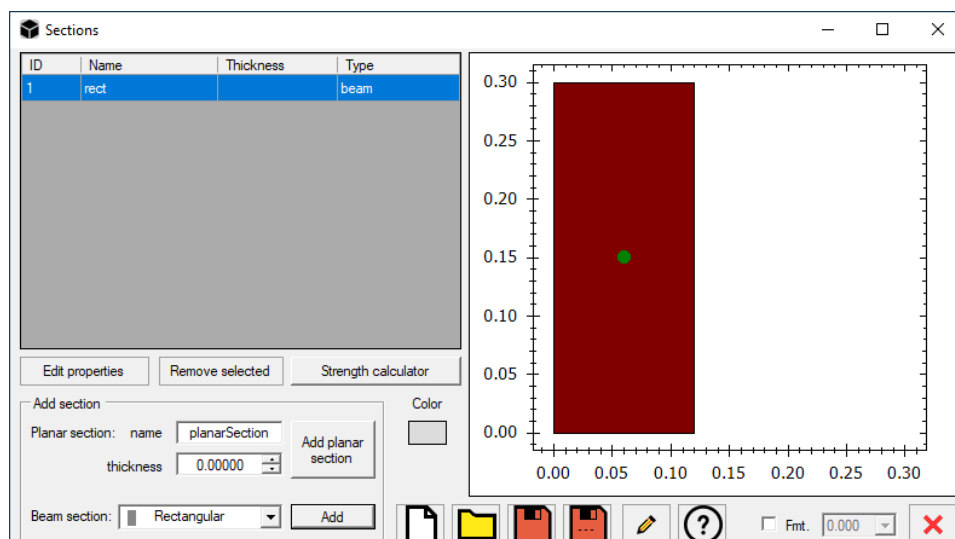 Sections
ID Name Thickness Type
1 rect beam
Edit properties Remove selected Strength calculator
Add section
Planar section: name planarSection
thickness 0.00000
Add planar
section
Color
Beam section: Rectangular Add
0.30
0.25
0.20
0.15
0.10
0.05
0.00
0.00 0.05 0.10 0.15 0.20 0.25 0.30
... ? Fmt. 0.000